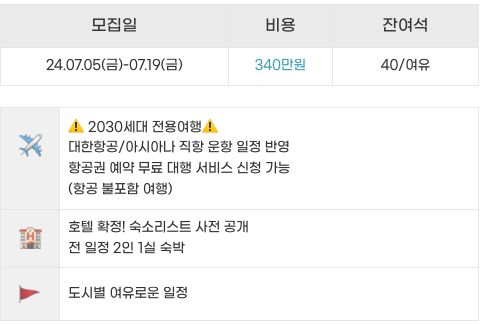 모집일 비용 잔여석
24.07.05(금)-07.19(금) 340만원 40/여유
⚠️ 2030세대 전용여행⚠️
대한항공/아시아나 직항 운항 일정 반영
항공권 예약 무료 대행 서비스 신청 가능
(항공 불포함 여행)
호텔 확정! 숙소리스트 사전 공개
전 일정 2인 1실 숙박
도시별 여유로운 일정